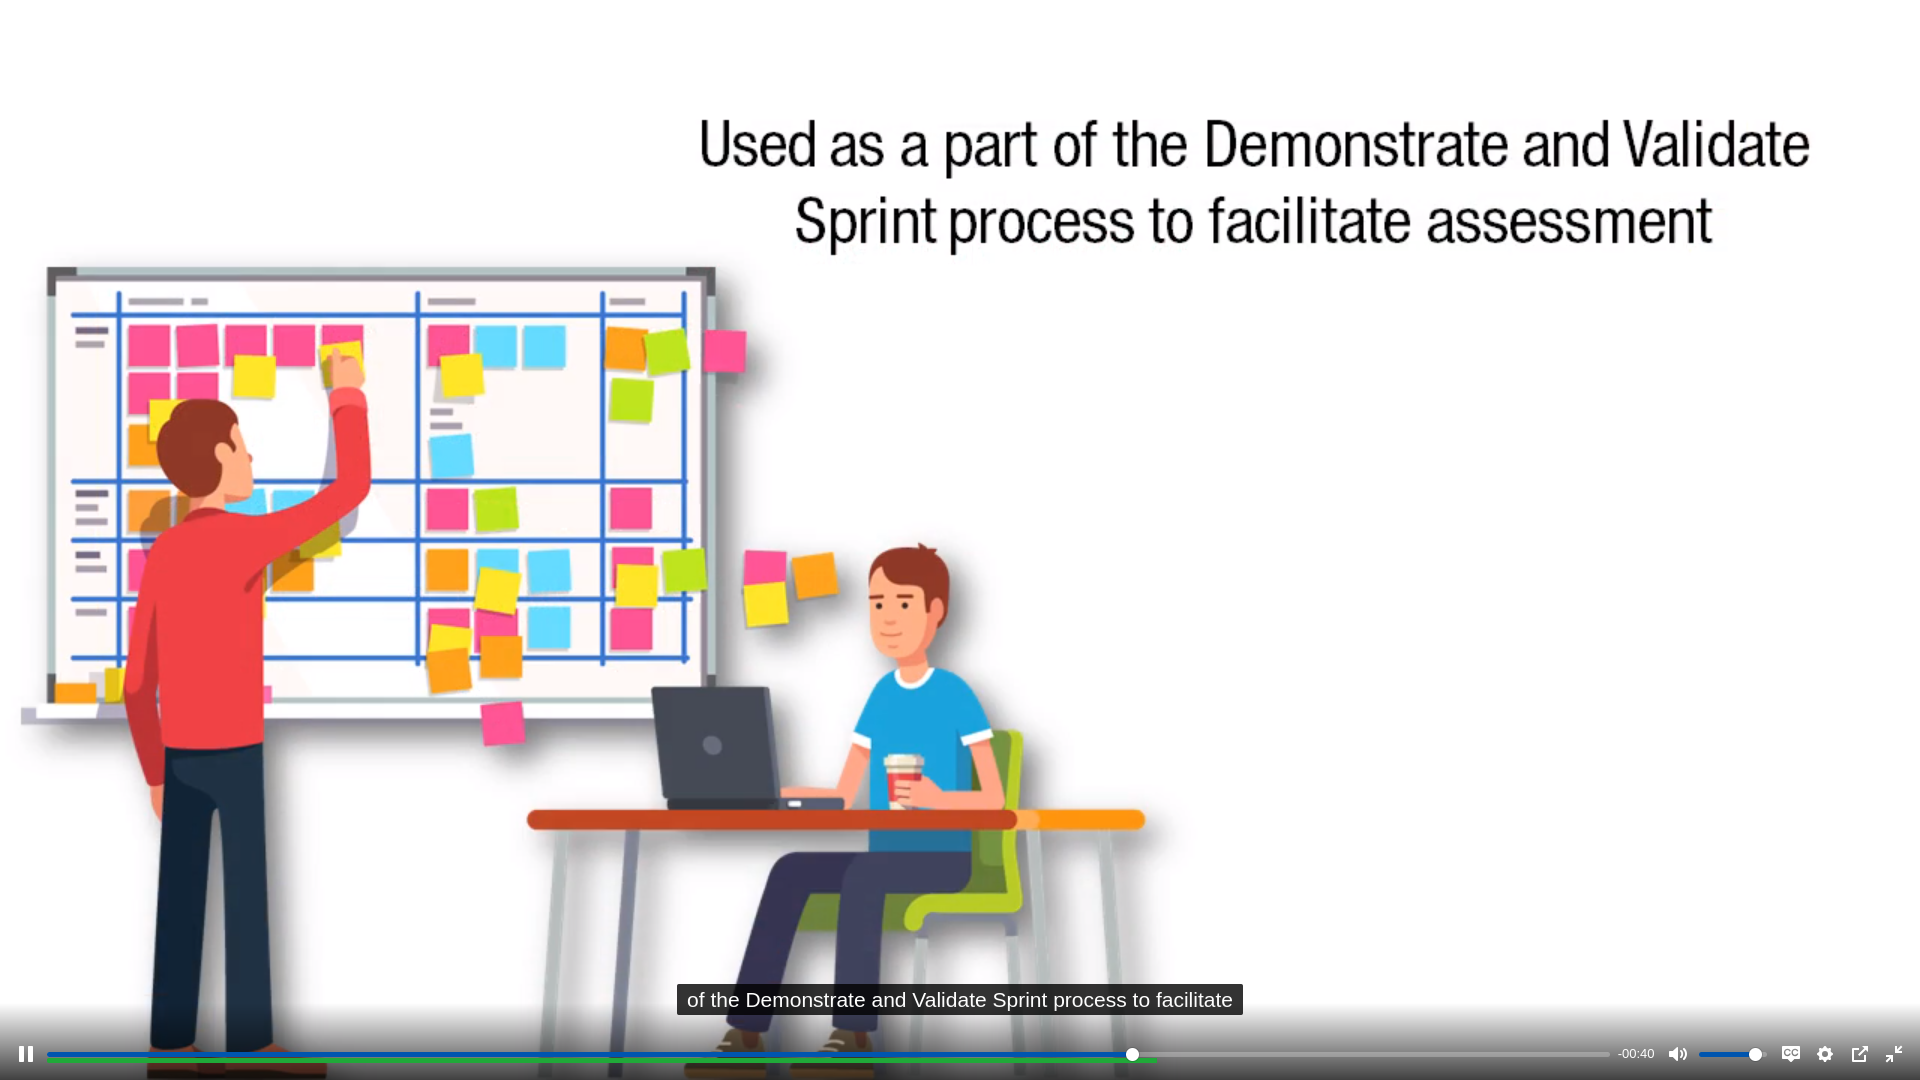 Used as a part of the Demonstrate and Validate
Sprint process to facilitate assessment
of the Demonstrate and Validate Sprint process to facilitate
-00:40
CC